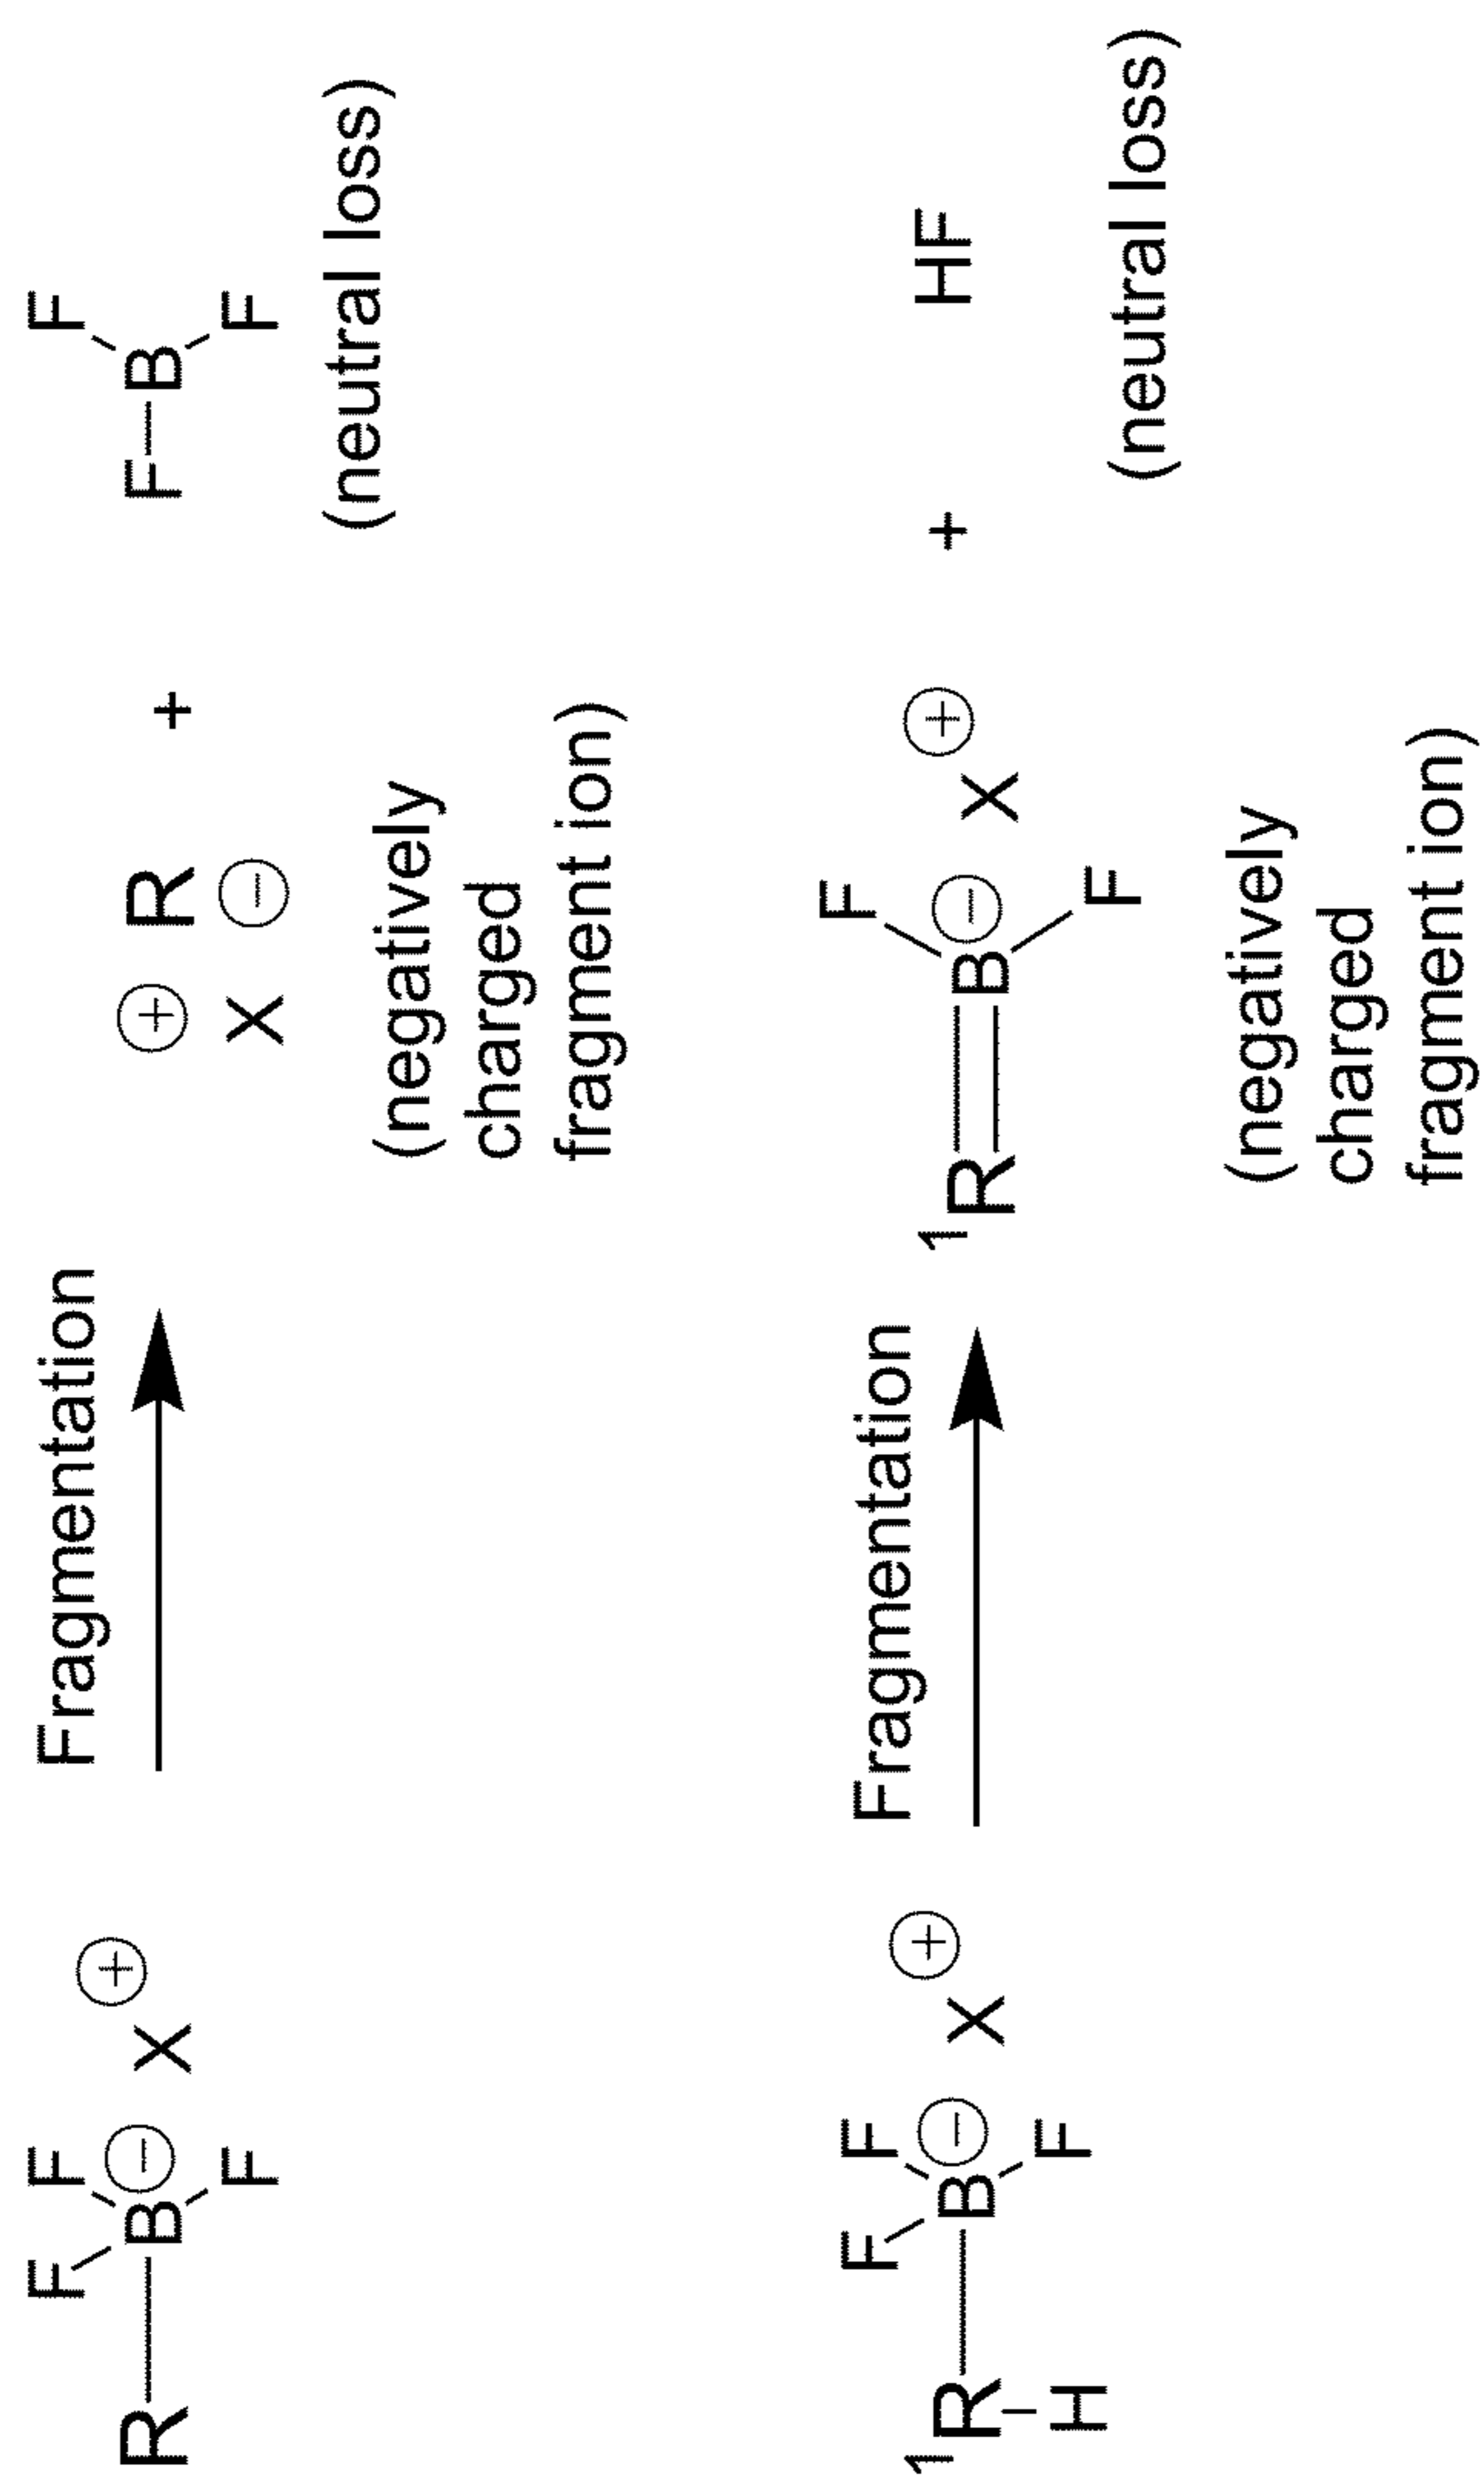 F F ⊕ Fragmentation F
R B ⊖ X ⊕ R + F B
F X ⊖ F
(neutral loss)
(negatively
charged
fragment ion)
F F ⊕ Fragmentation F ⊕
¹R B ⊖ X ¹R B ⊖ X + HF
H F F
(neutral loss)
(negatively
charged
fragment ion)